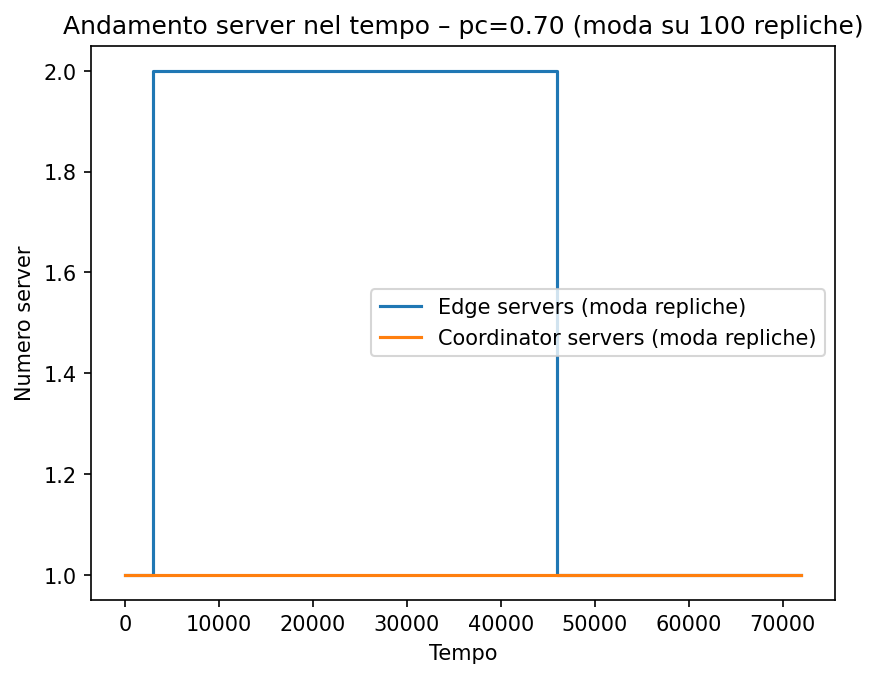 Andamento server nel tempo – pc=0.70 (moda su 100 repliche)
2.0
1.8
1.6
1.4
1.2
1.0
Numero server
Edge servers (moda repliche)
Coordinator servers (moda repliche)
0 10000 20000 30000 40000 50000 60000 70000
Tempo